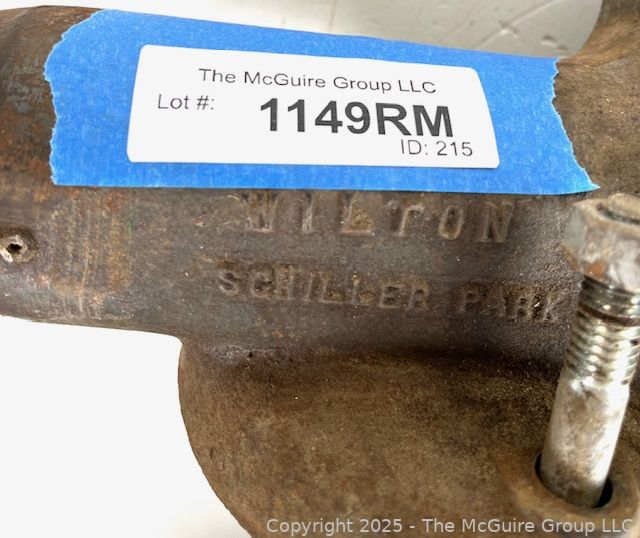 The McGuire Group LLC
Lot #: 1149RM
ID: 215
WILTON
SCHILLER PARK
Copyright 2025 - The McGuire Group LLC